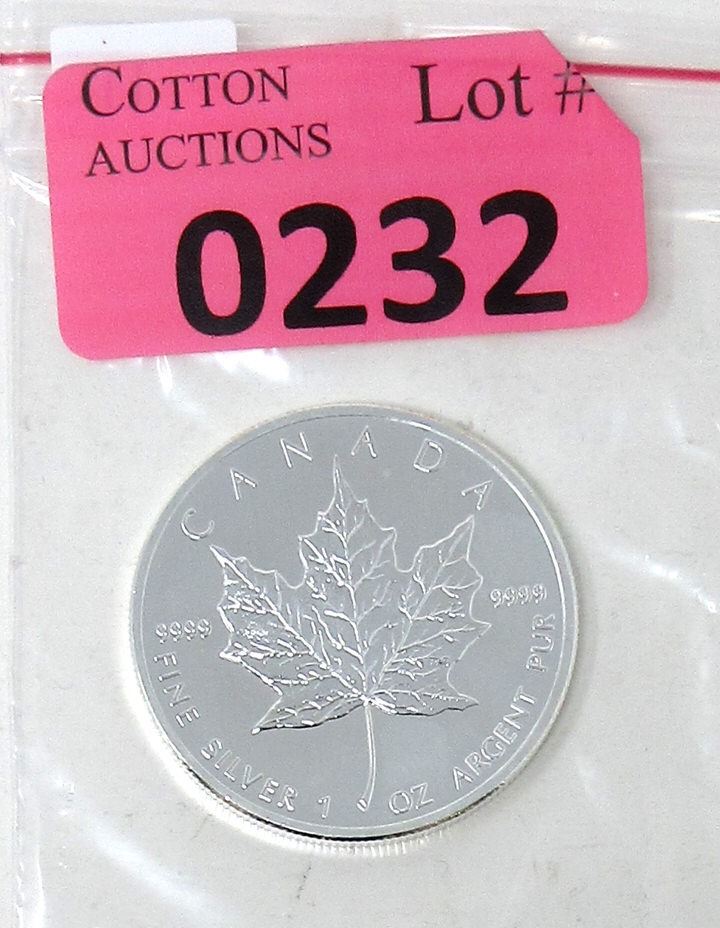 COTTON
AUCTIONS
Lot #
0232
CANADA
9999
9999
FINE SILVER 1 OZ ARGENT PUR